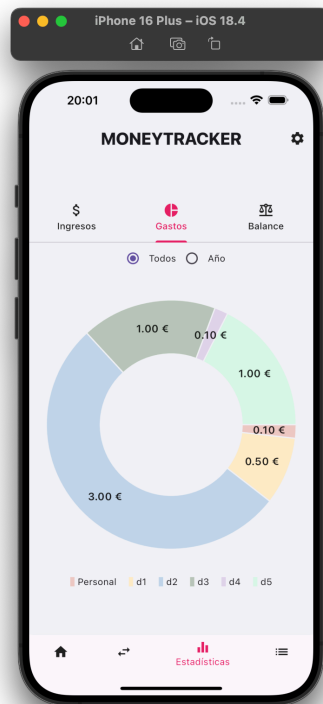 iPhone 16 Plus – iOS 18.4
20:01
MONEYTRACKER
Ingresos
Gastos
Balance
Todos
Año
1.00 €
0.10 €
1.00 €
0.10 €
0.50 €
3.00 €
Personal d1 d2 d3 d4 d5
Estadísticas